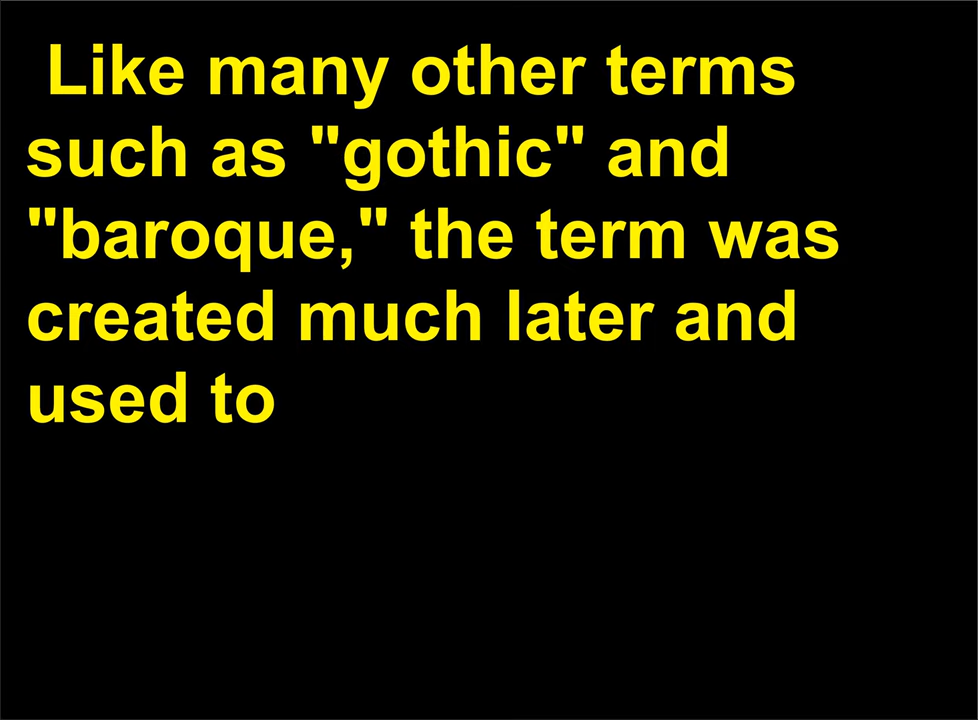 Like many other terms
such as "gothic" and
"baroque," the term was
created much later and
used to